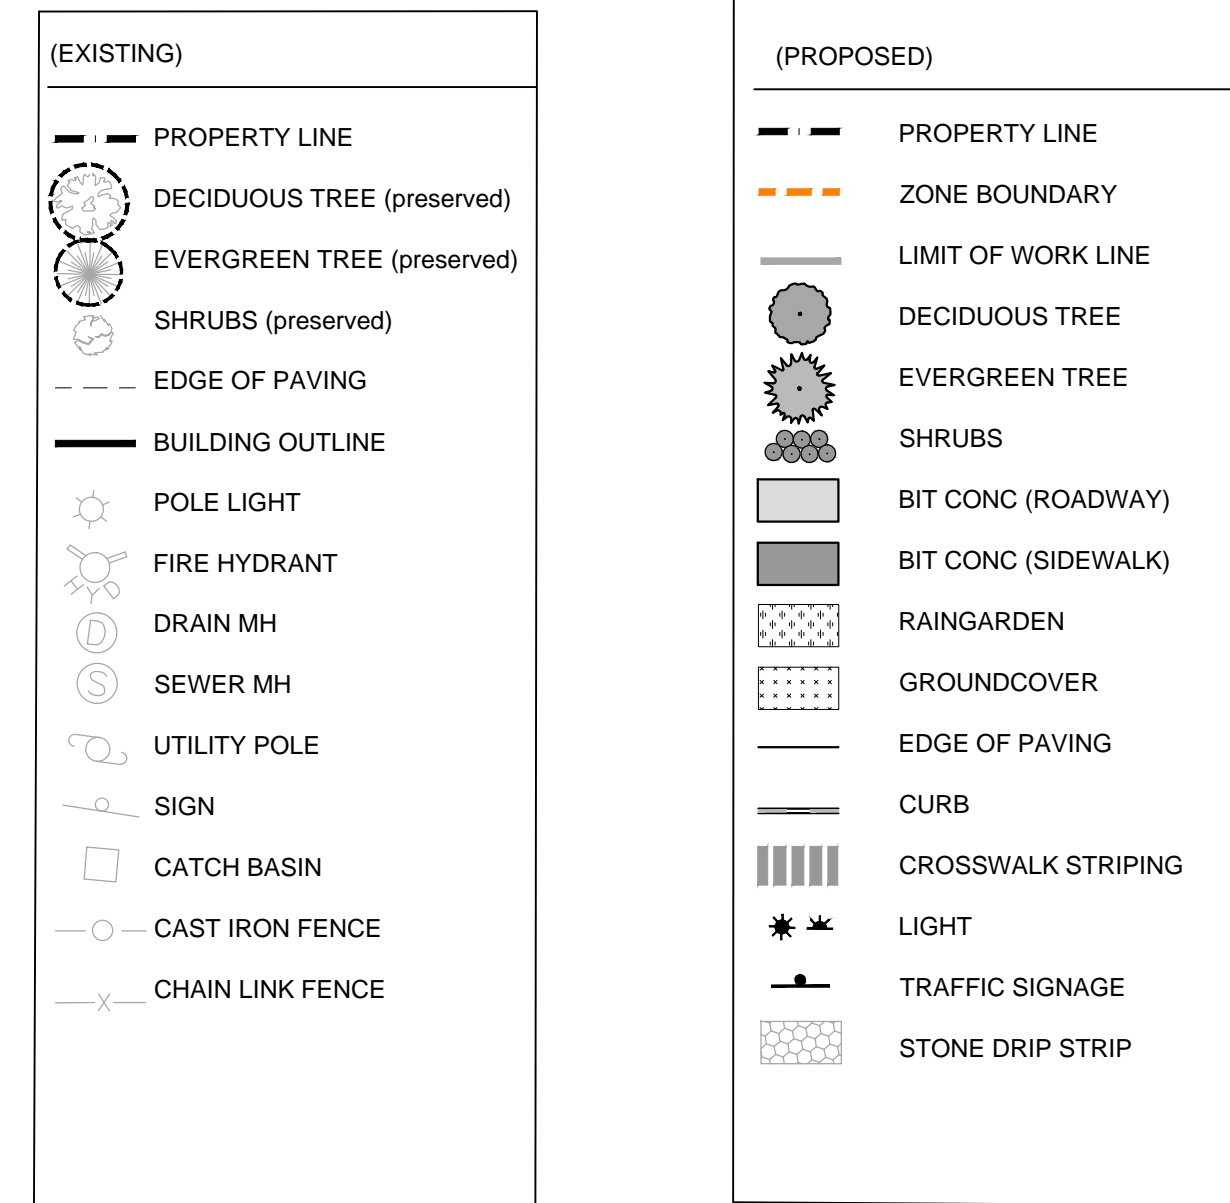 (EXISTING)
PROPERTY LINE
DECIDUOUS TREE (preserved)
EVERGREEN TREE (preserved)
SHRUBS (preserved)
EDGE OF PAVING
BUILDING OUTLINE
POLE LIGHT
FIRE HYDRANT
HYD
D
DRAIN MH
S
SEWER MH
UTILITY POLE
SIGN
CATCH BASIN
CAST IRON FENCE
CHAIN LINK FENCE
(PROPOSED)
PROPERTY LINE
ZONE BOUNDARY
LIMIT OF WORK LINE
DECIDUOUS TREE
EVERGREEN TREE
SHRUBS
BIT CONC (ROADWAY)
BIT CONC (SIDEWALK)
RAINGARDEN
GROUNDCOVER
EDGE OF PAVING
CURB
CROSSWALK STRIPING
LIGHT
TRAFFIC SIGNAGE
STONE DRIP STRIP